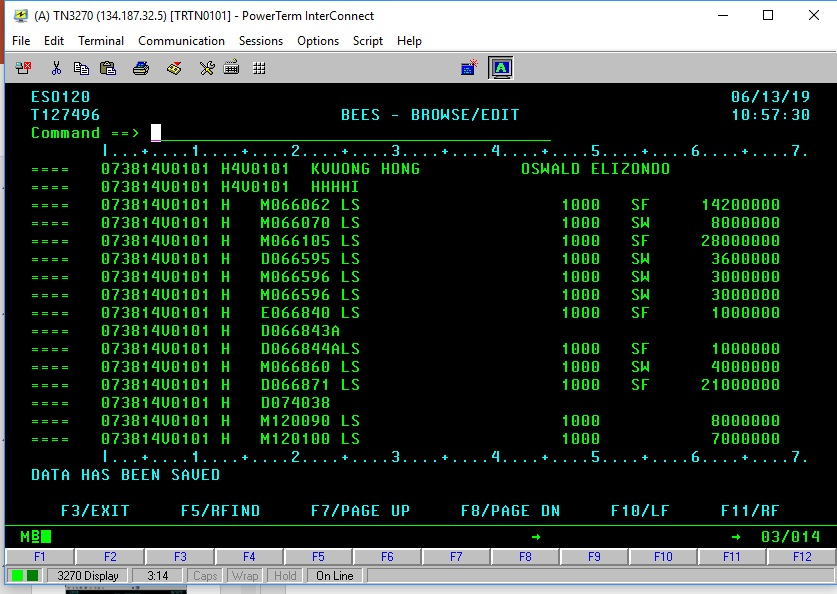 (A) TN3270 (134.187.32.5) [TRTN0101] - PowerTerm InterConnect
File Edit Terminal Communication Sessions Options Script Help
ESO120 06/13/19
T127496 BEES - BROWSE/EDIT 10:57:30
Command ==>
|...+....1....+....2....+....3....+....4....+....5....+....6....+....7.
==== 073814V0101 H4V0101 KVUONG HONG OSWALD ELIZONDO
==== 073814V0101 H4V0101 HHHHI
==== 073814V0101 H M066062 LS 1000 SF 14200000
==== 073814V0101 H M066070 LS 1000 SW 8000000
==== 073814V0101 H M066105 LS 1000 SF 28000000
==== 073814V0101 H D066595 LS 1000 SW 3600000
==== 073814V0101 H M066596 LS 1000 SW 3000000
==== 073814V0101 H M066596 LS 1000 SW 3000000
==== 073814V0101 H E066840 LS 1000 SF 1000000
==== 073814V0101 H D066843A
==== 073814V0101 H D066844ALS 1000 SF 1000000
==== 073814V0101 H M066860 LS 1000 SW 4000000
==== 073814V0101 H D066871 LS 1000 SF 21000000
==== 073814V0101 H D074038
==== 073814V0101 H M120090 LS 1000 8000000
==== 073814V0101 H M120100 LS 1000 7000000
|...+....1....+....2....+....3....+....4....+....5....+....6....+....7.
DATA HAS BEEN SAVED
F3/EXIT F5/RFIND F7/PAGE UP F8/PAGE DN F10/LF F11/RF
MB → → 03/014
F1 F2 F3 F4 F5 F6 F7 F8 F9 F10 F11 F12
3270 Display 3:14 Caps Wrap Hold On Line